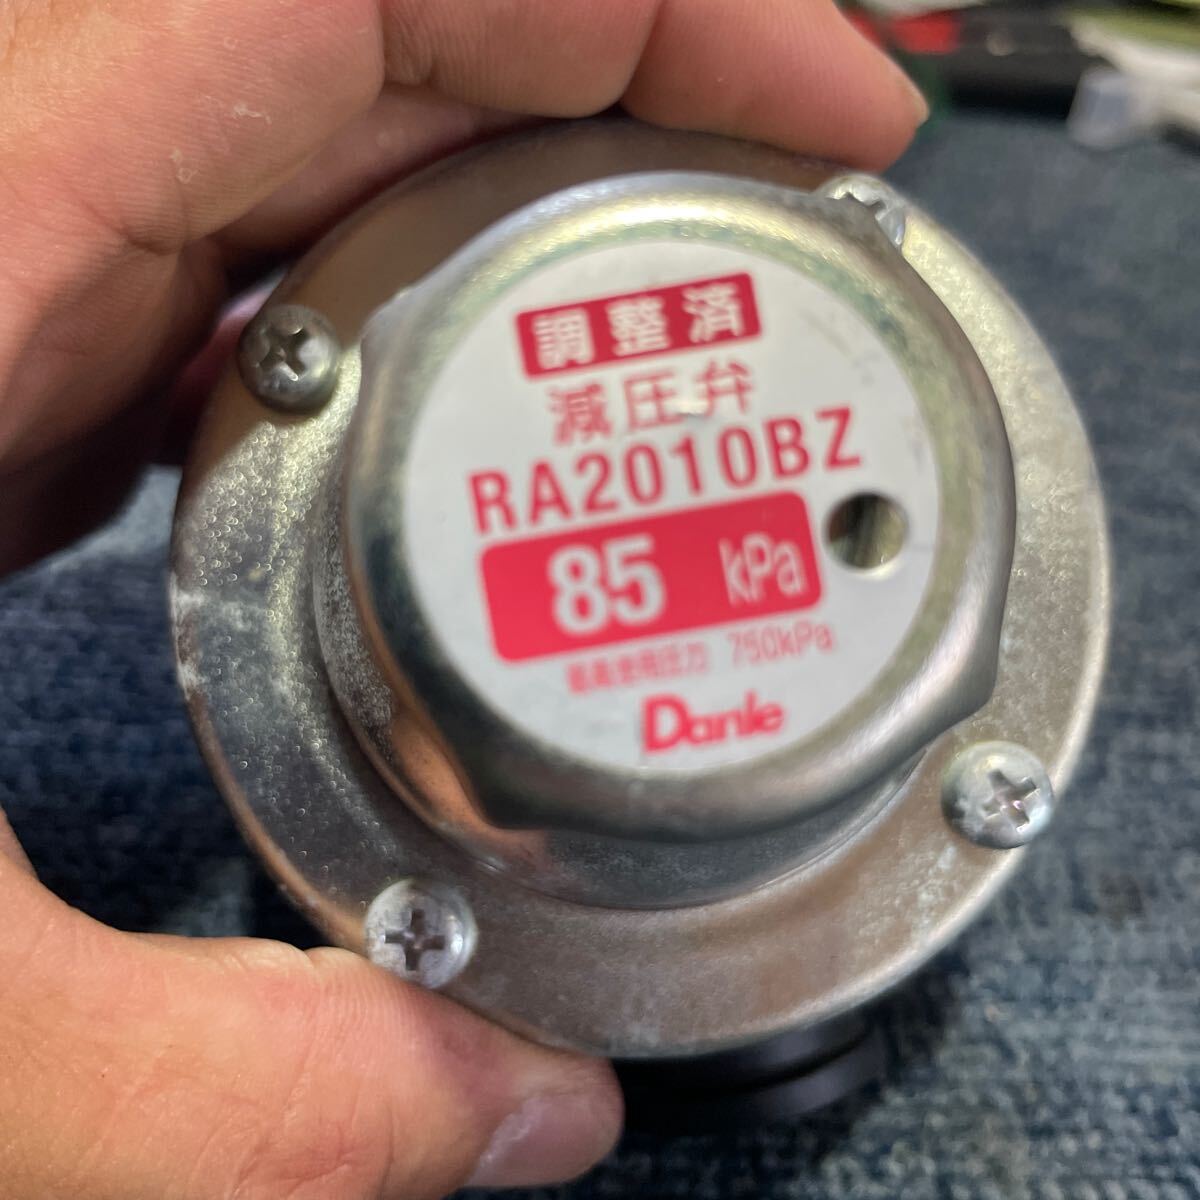 調整済
減圧弁
RA2010BZ
85 kPa
最高使用圧力 750kPa
Danle